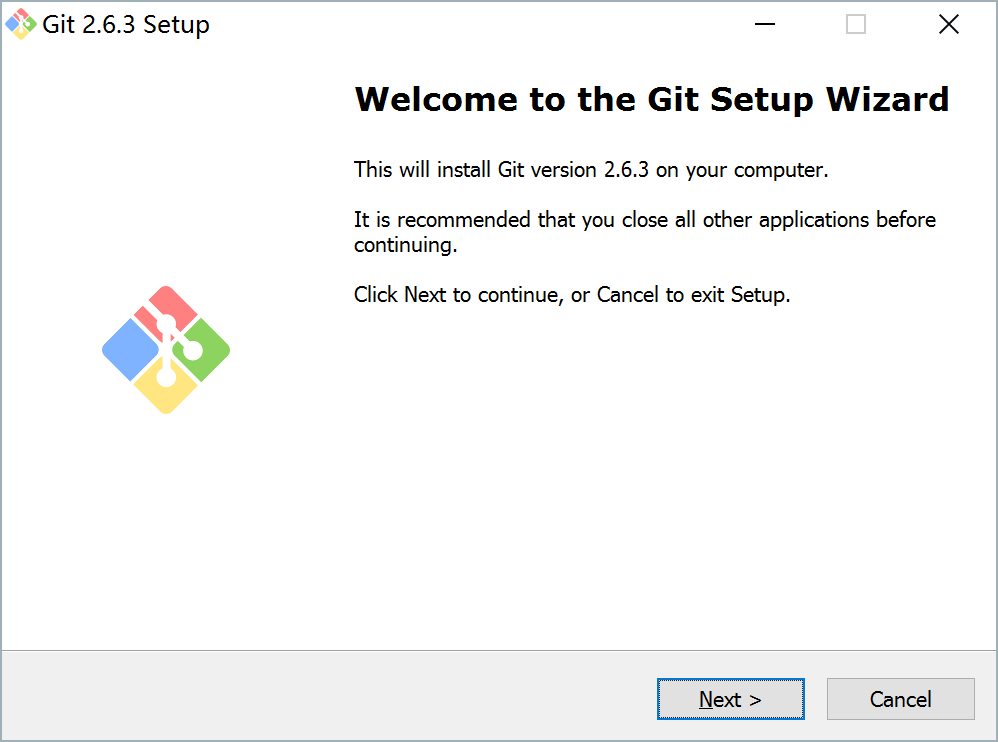 Git 2.6.3 Setup
Welcome to the Git Setup Wizard
This will install Git version 2.6.3 on your computer.
It is recommended that you close all other applications before
continuing.
Click Next to continue, or Cancel to exit Setup.
Next >
Cancel